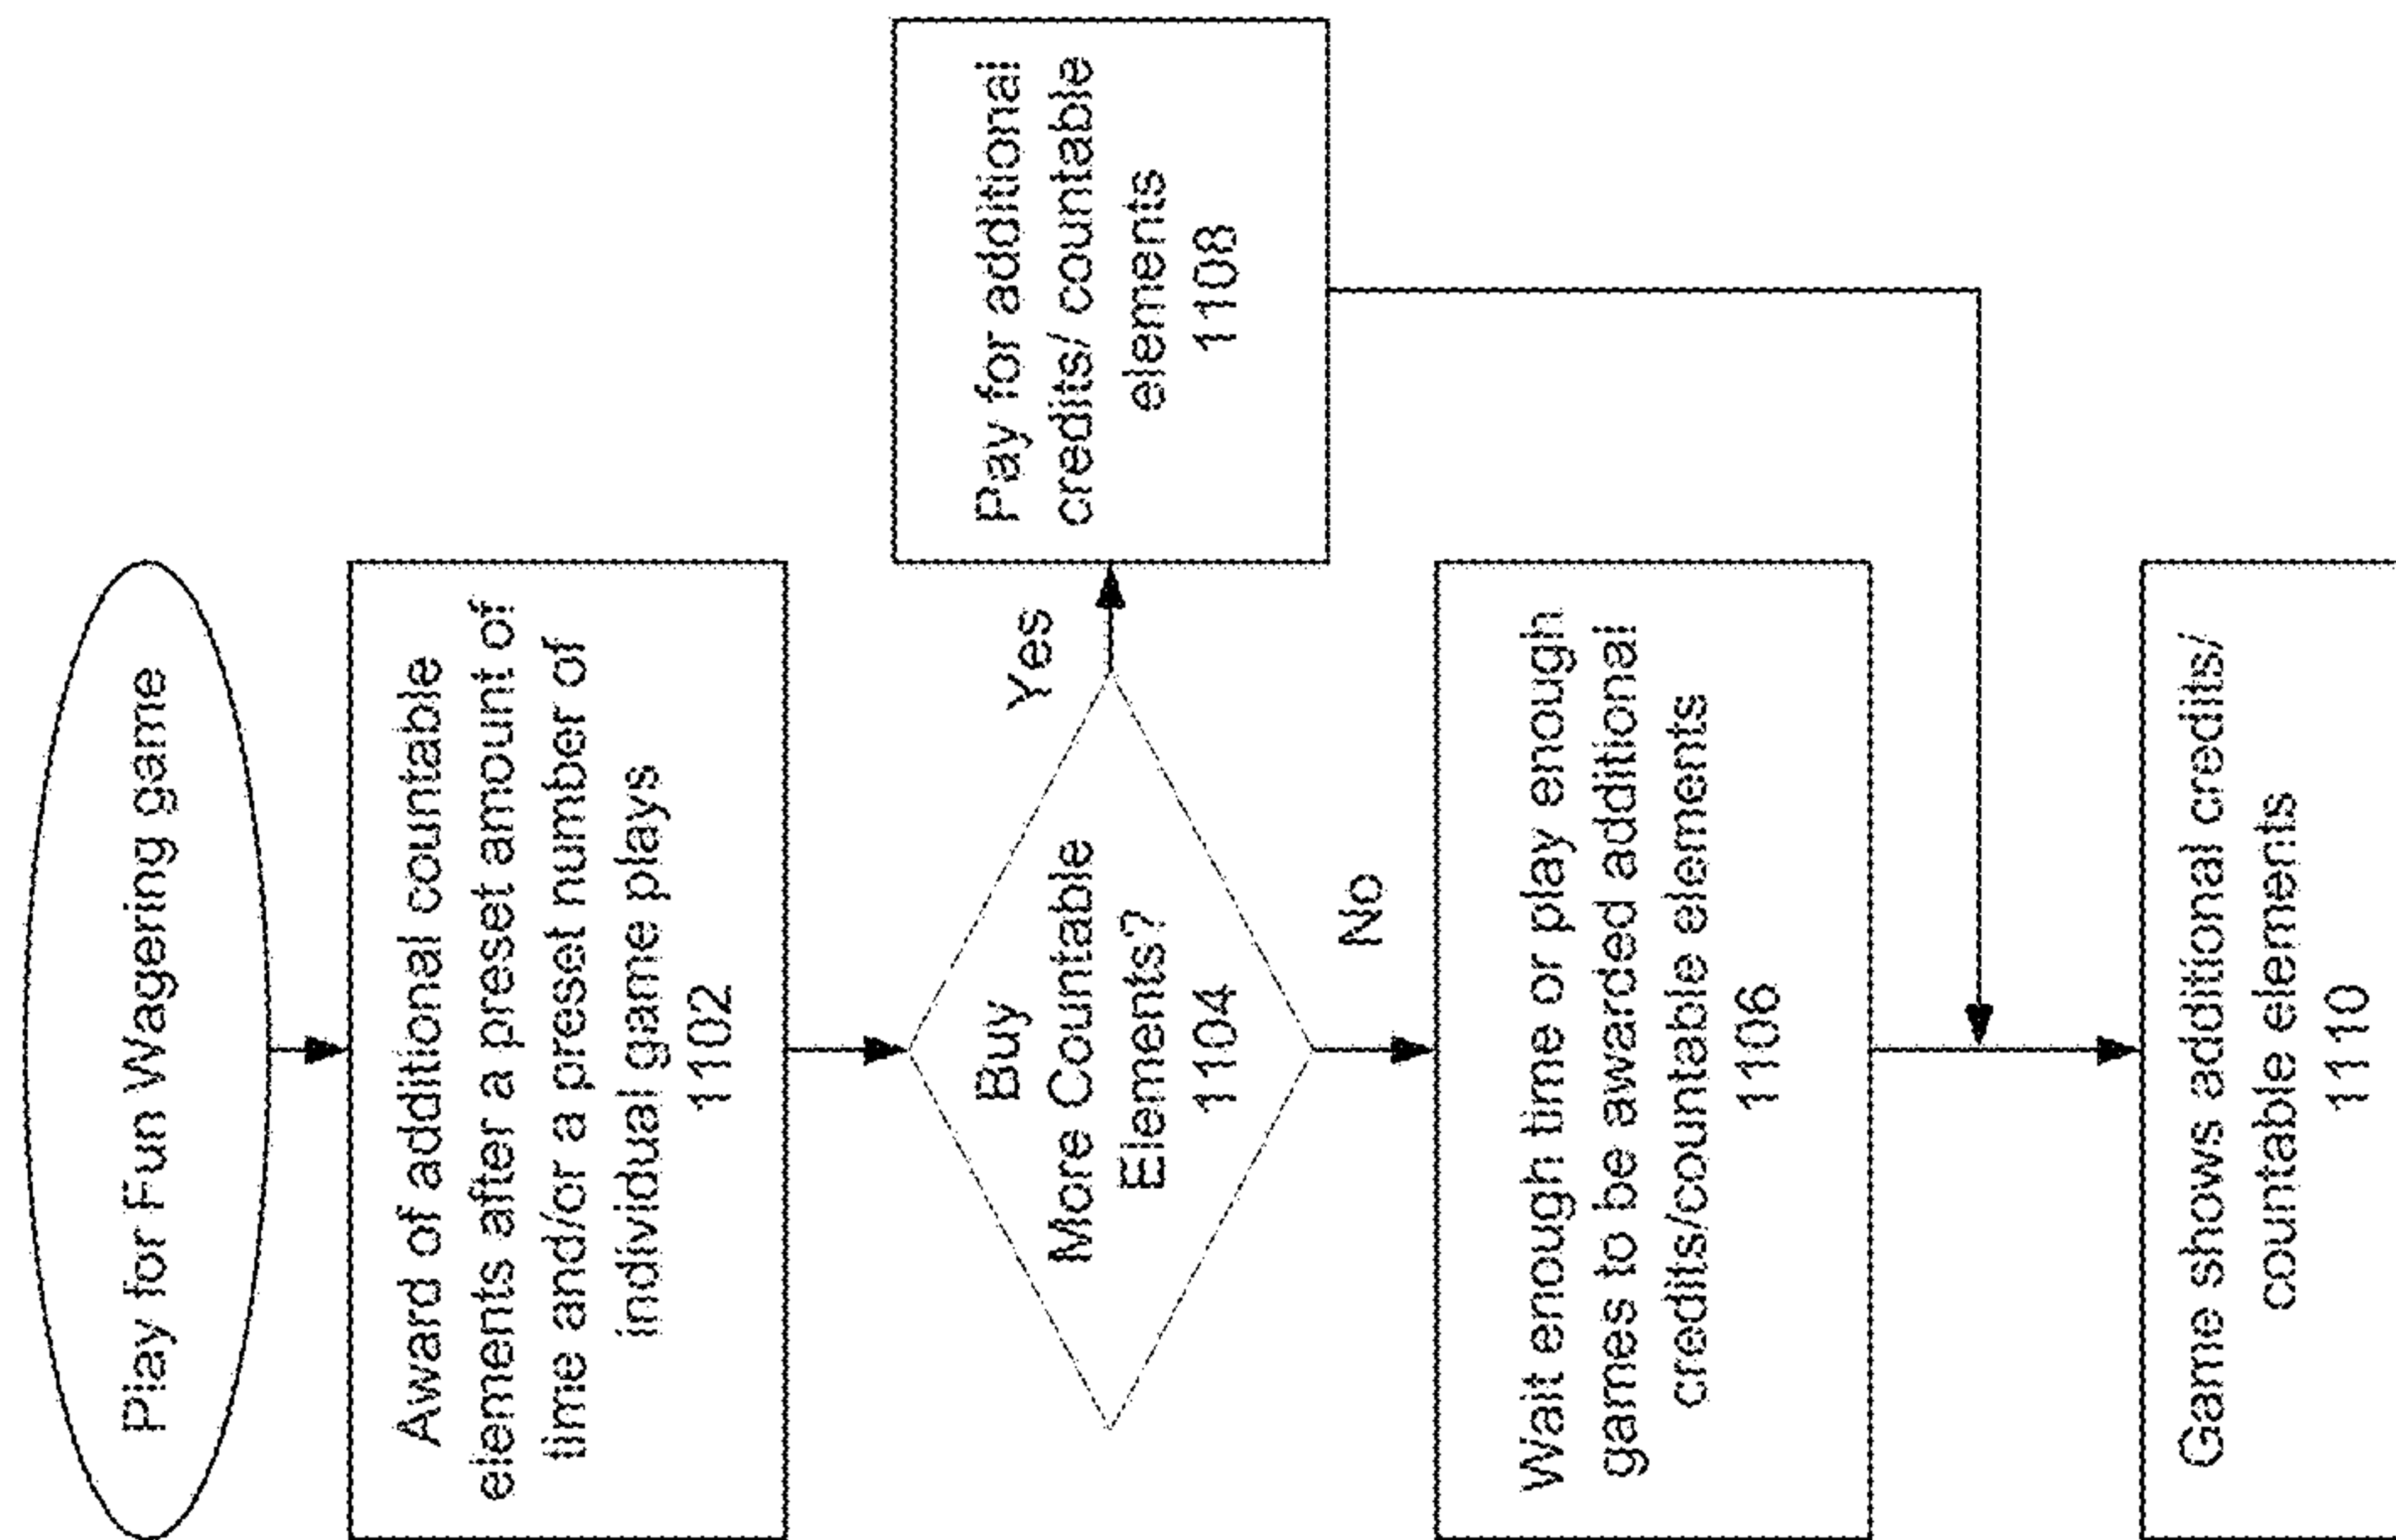 Play for Fun Wagering game
Award of additional countable
elements after a preset amount of
time and/or a preset number of
individual game plays
1102
Buy
More Countable
Elements?
1104
Yes
Pay for additional
credits/ countable
elements
1108
No
Wait enough time or play enough
games to be awarded additional
credits/countable elements
1106
Game shows additional credits/
countable elements
1110